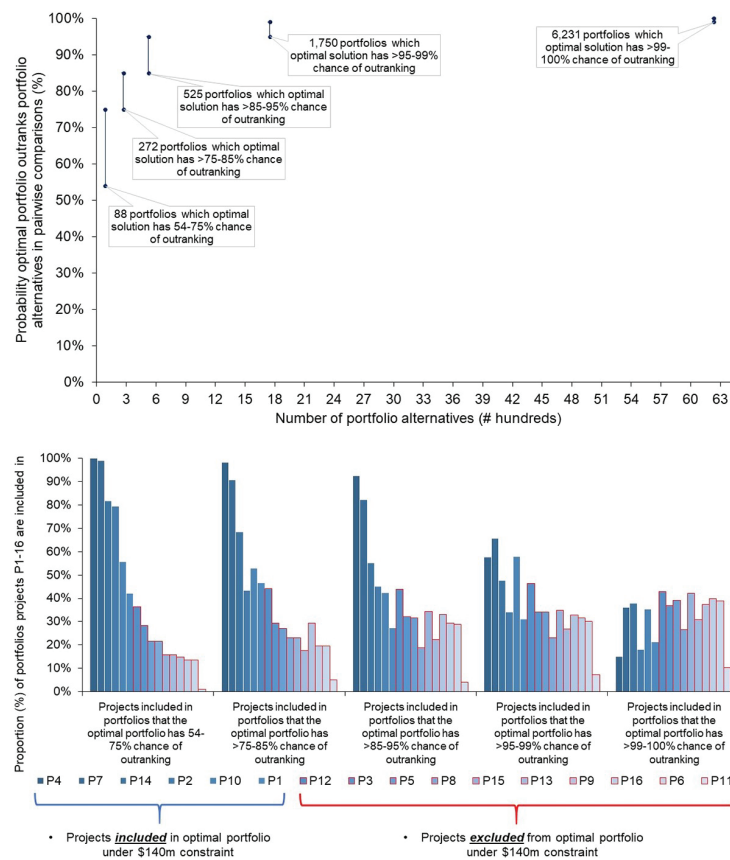 Probability optimal portfolio outranks portfolio
alternatives in pairwise comparisons (%)
100%
90%
80%
70%
60%
50%
40%
30%
20%
10%
0%
1,750 portfolios which
optimal solution has >95-99%
chance of outranking
6,231 portfolios which
optimal solution has >99-
100% chance of outranking
525 portfolios which optimal
solution has >85-95% chance
of outranking
272 portfolios which optimal
solution has >75-85% chance
of outranking
88 portfolios which optimal
solution has 54-75% chance
of outranking
0 3 6 9 12 15 18 21 24 27 30 33 36 39 42 45 48 51 54 57 60 63
Number of portfolio alternatives (# hundreds)
Proportion (%) of portfolios projects P1-16 are included in
100%
90%
80%
70%
60%
50%
40%
30%
20%
10%
0%
Projects included in
portfolios that the
optimal portfolio has 54-
75% chance of
outranking
Projects included in
portfolios that the
optimal portfolio has
>75-85% chance of
outranking
Projects included in
portfolios that the
optimal portfolio has
>85-95% chance of
outranking
Projects included in
portfolios that the
optimal portfolio has
>95-99% chance of
outranking
Projects included in
portfolios that the
optimal portfolio has
>99-100% chance of
outranking
P4 P7 P14 P2 P10 P1 P12 P3 P5 P8 P15 P13 P9 P16 P6 P11
• Projects included in optimal portfolio
under $140m constraint
• Projects excluded from optimal portfolio
under $140m constraint